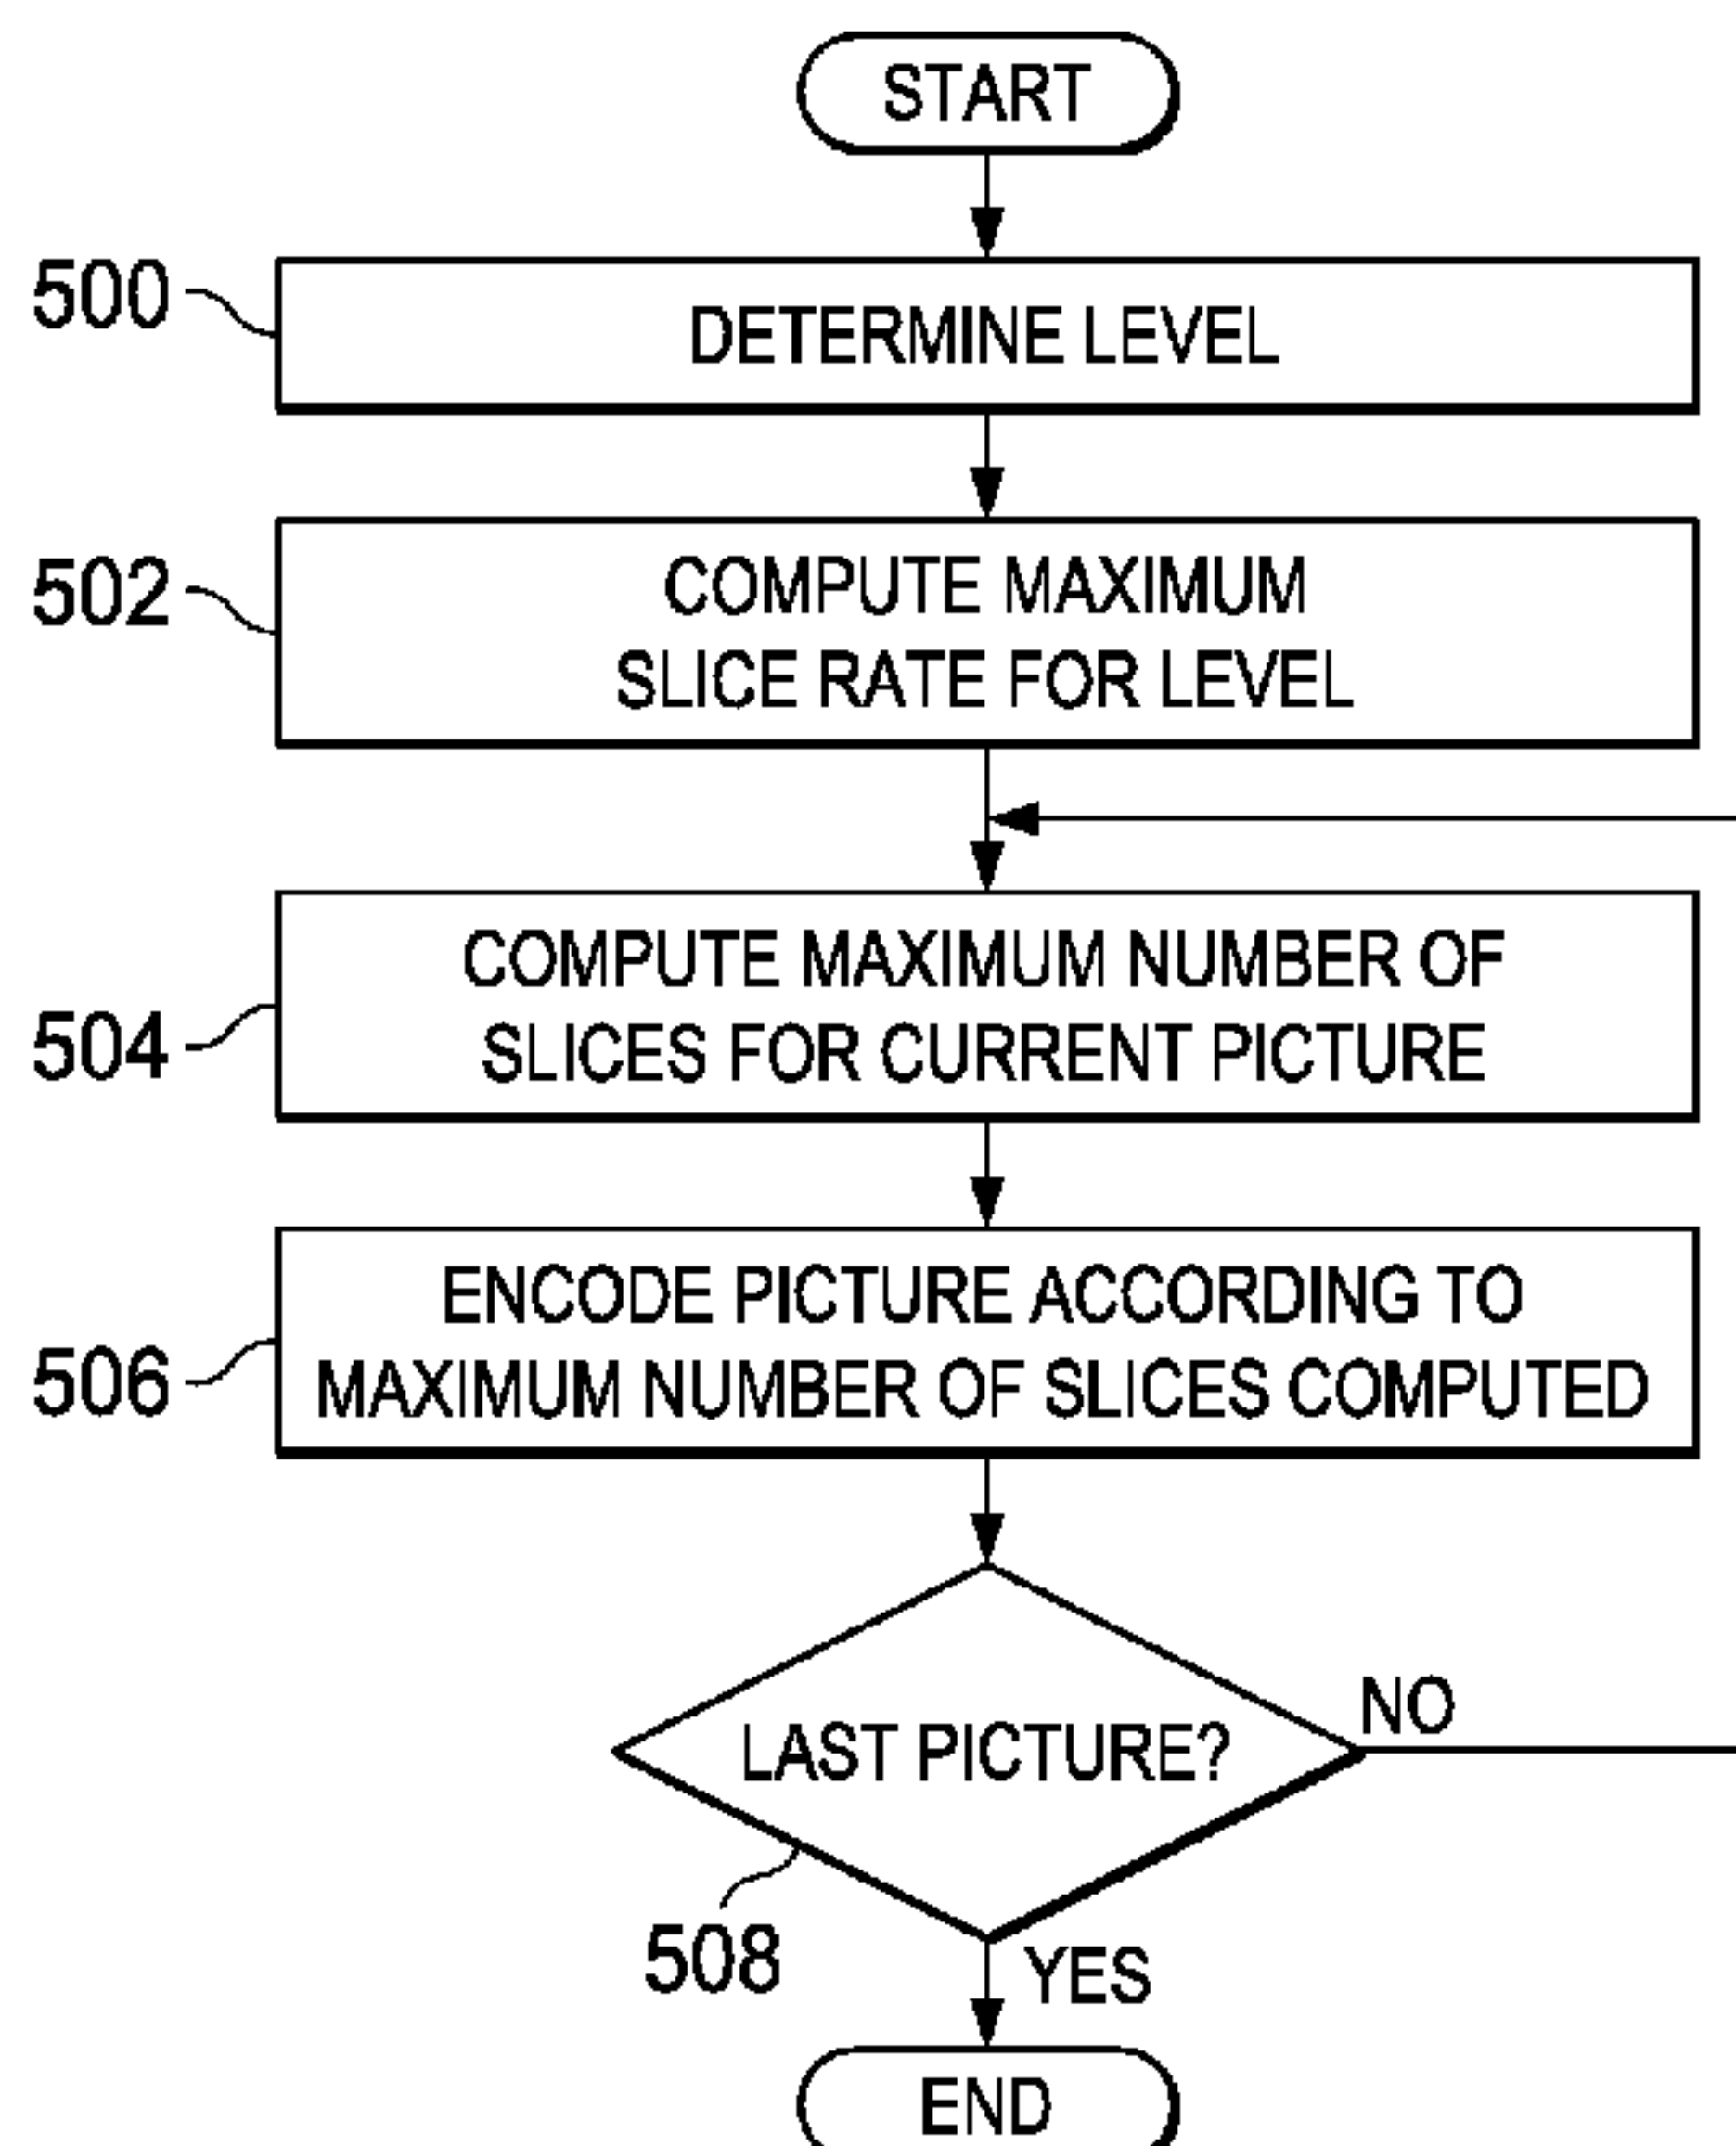 START
500
DETERMINE LEVEL
502
COMPUTE MAXIMUM
SLICE RATE FOR LEVEL
504
COMPUTE MAXIMUM NUMBER OF
SLICES FOR CURRENT PICTURE
506
ENCODE PICTURE ACCORDING TO
MAXIMUM NUMBER OF SLICES COMPUTED
LAST PICTURE?
NO
508
YES
END